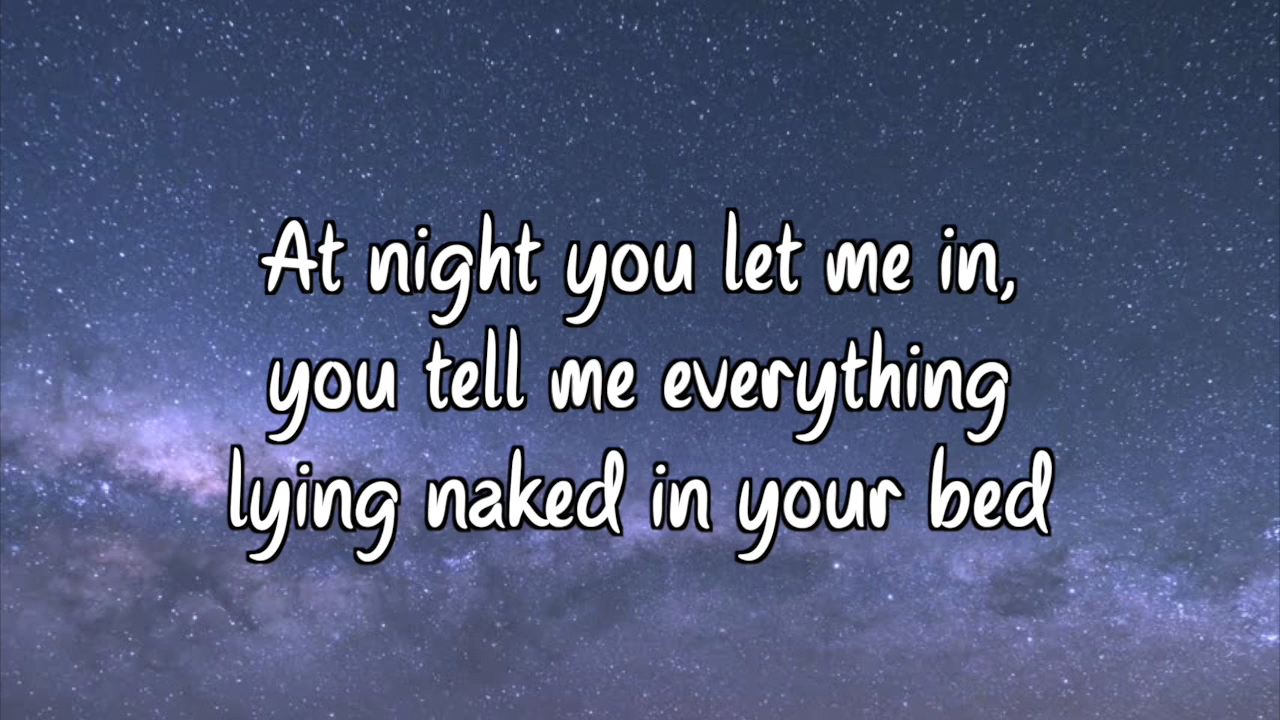 At night you let me in,
you tell me everything
lying naked in your bed